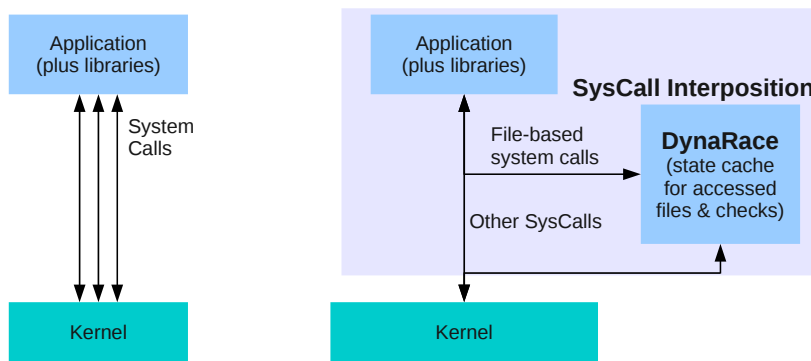 Application
(plus libraries)
System
Calls
Kernel
Application
(plus libraries)
SysCall Interposition
File-based
system calls
DynaRace
(state cache
for accessed
files & checks)
Other SysCalls
Kernel